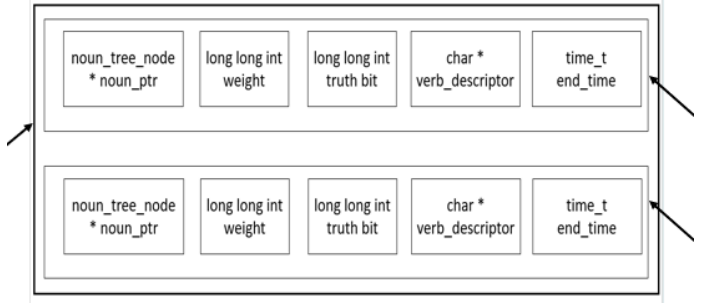 noun_tree_node
* noun_ptr
long long int
weight
long long int
truth bit
char *
verb_descriptor
time_t
end_time
noun_tree_node
* noun_ptr
long long int
weight
long long int
truth bit
char *
verb_descriptor
time_t
end_time